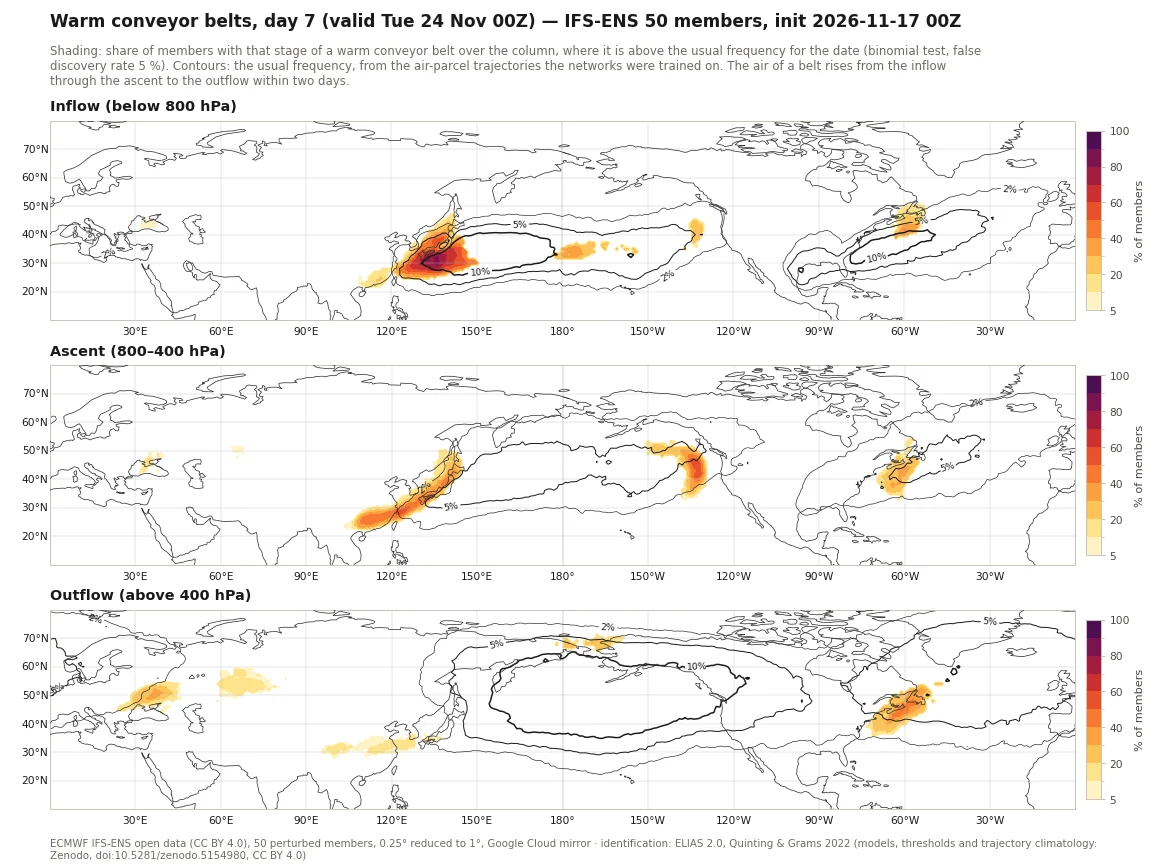 Warm conveyor belts, day 7 (valid Tue 24 Nov 00Z) — IFS-ENS 50 members, init 2026-11-17 00Z
Shading: share of members with that stage of a warm conveyor belt over the column, where it is above the usual frequency for the date (binomial test, false
discovery rate 5 %). Contours: the usual frequency, from the air-parcel trajectories the networks were trained on. The air of a belt rises from the inflow
through the ascent to the outflow within two days.
Inflow (below 800 hPa)
70°N
60°N
50°N
40°N
30°N
20°N
2%
5%
5%
10%
10%
2%
30°E 60°E 90°E 120°E 150°E 180° 150°W 120°W 90°W 60°W 30°W
100
80
60
40
20
5
% of members
Ascent (800–400 hPa)
70°N
60°N
50°N
40°N
30°N
20°N
2%
5%
5%
30°E 60°E 90°E 120°E 150°E 180° 150°W 120°W 90°W 60°W 30°W
100
80
60
40
20
5
% of members
Outflow (above 400 hPa)
70°N
60°N
50°N
40°N
30°N
20°N
2%
2%
5%
5%
10%
30°E 60°E 90°E 120°E 150°E 180° 150°W 120°W 90°W 60°W 30°W
100
80
60
40
20
5
% of members
ECMWF IFS-ENS open data (CC BY 4.0), 50 perturbed members, 0.25° reduced to 1°, Google Cloud mirror · identification: ELIAS 2.0, Quinting & Grams 2022 (models, thresholds and trajectory climatology:
Zenodo, doi:10.5281/zenodo.5154980, CC BY 4.0)